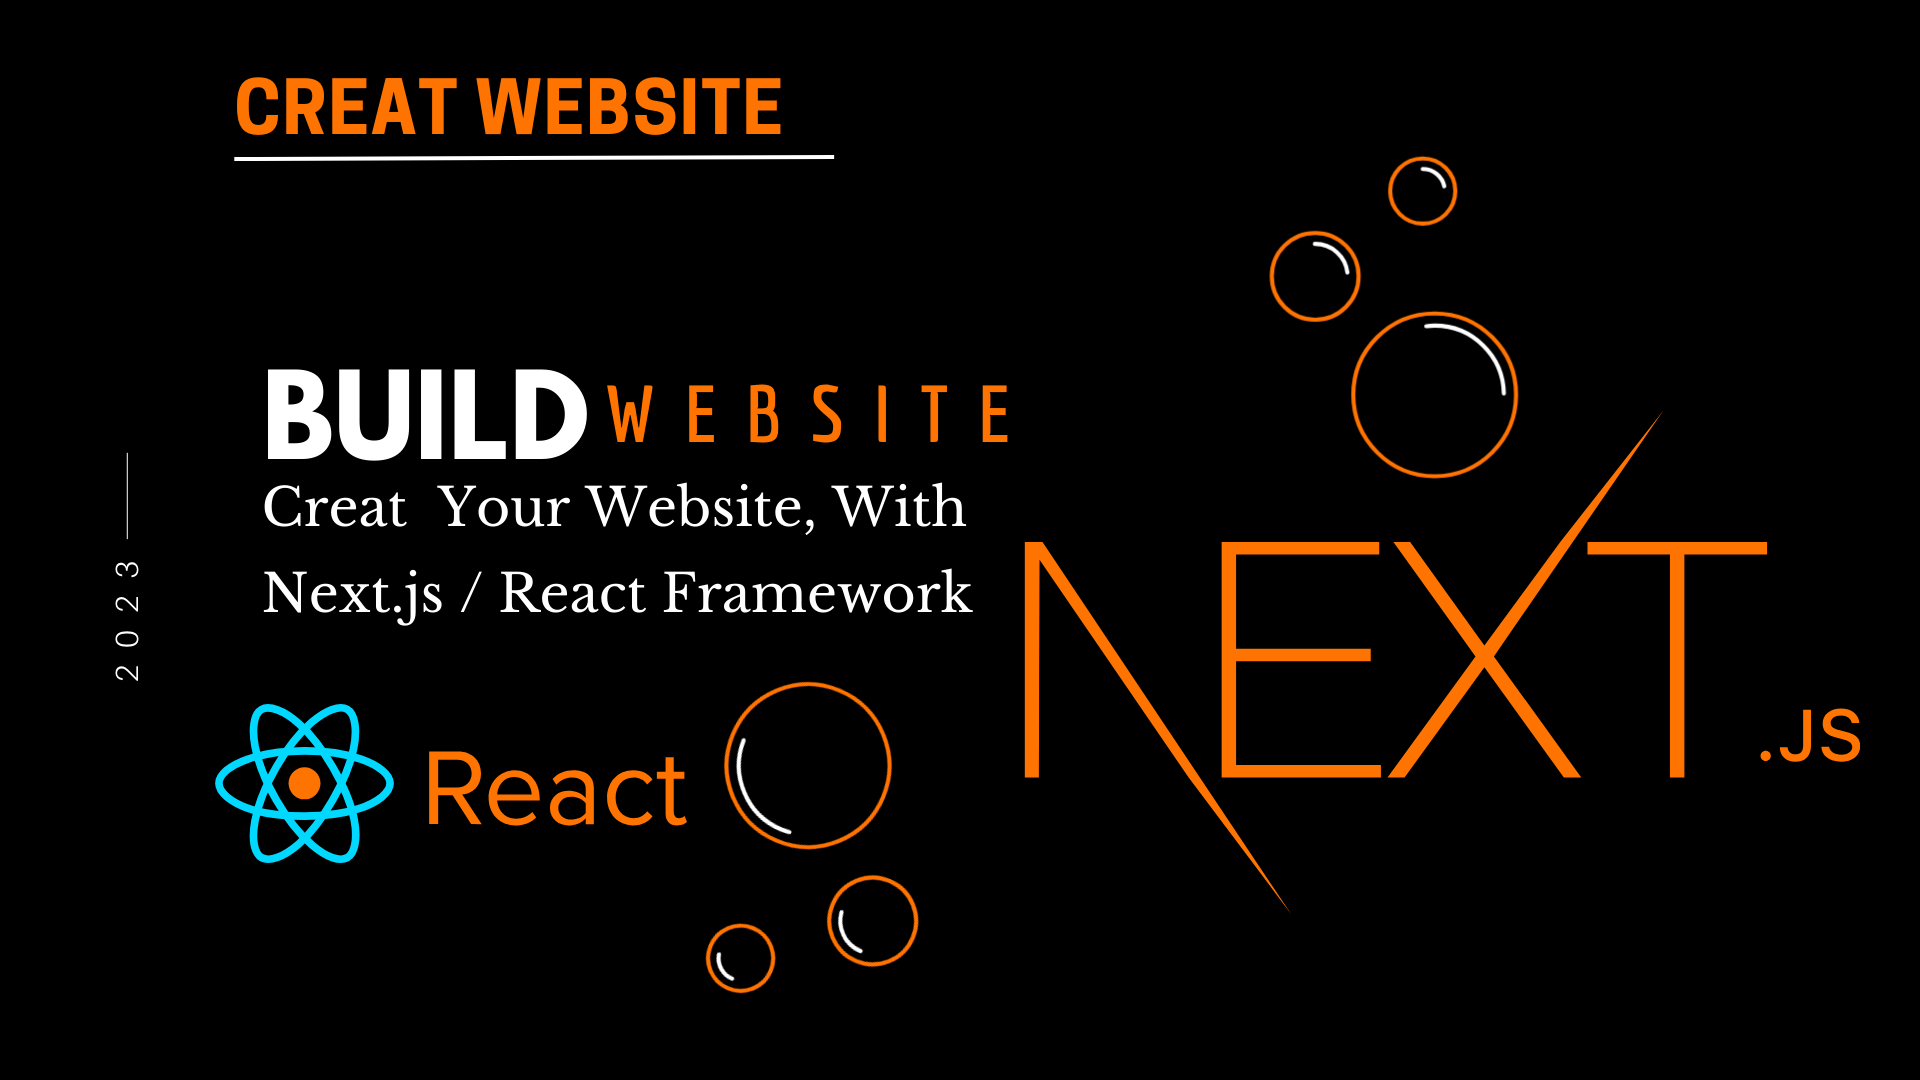 CREAT WEBSITE
BUILD WEBSITE
Creat Your Website, With
Next.js / React Framework
2023
React
NEXT.JS